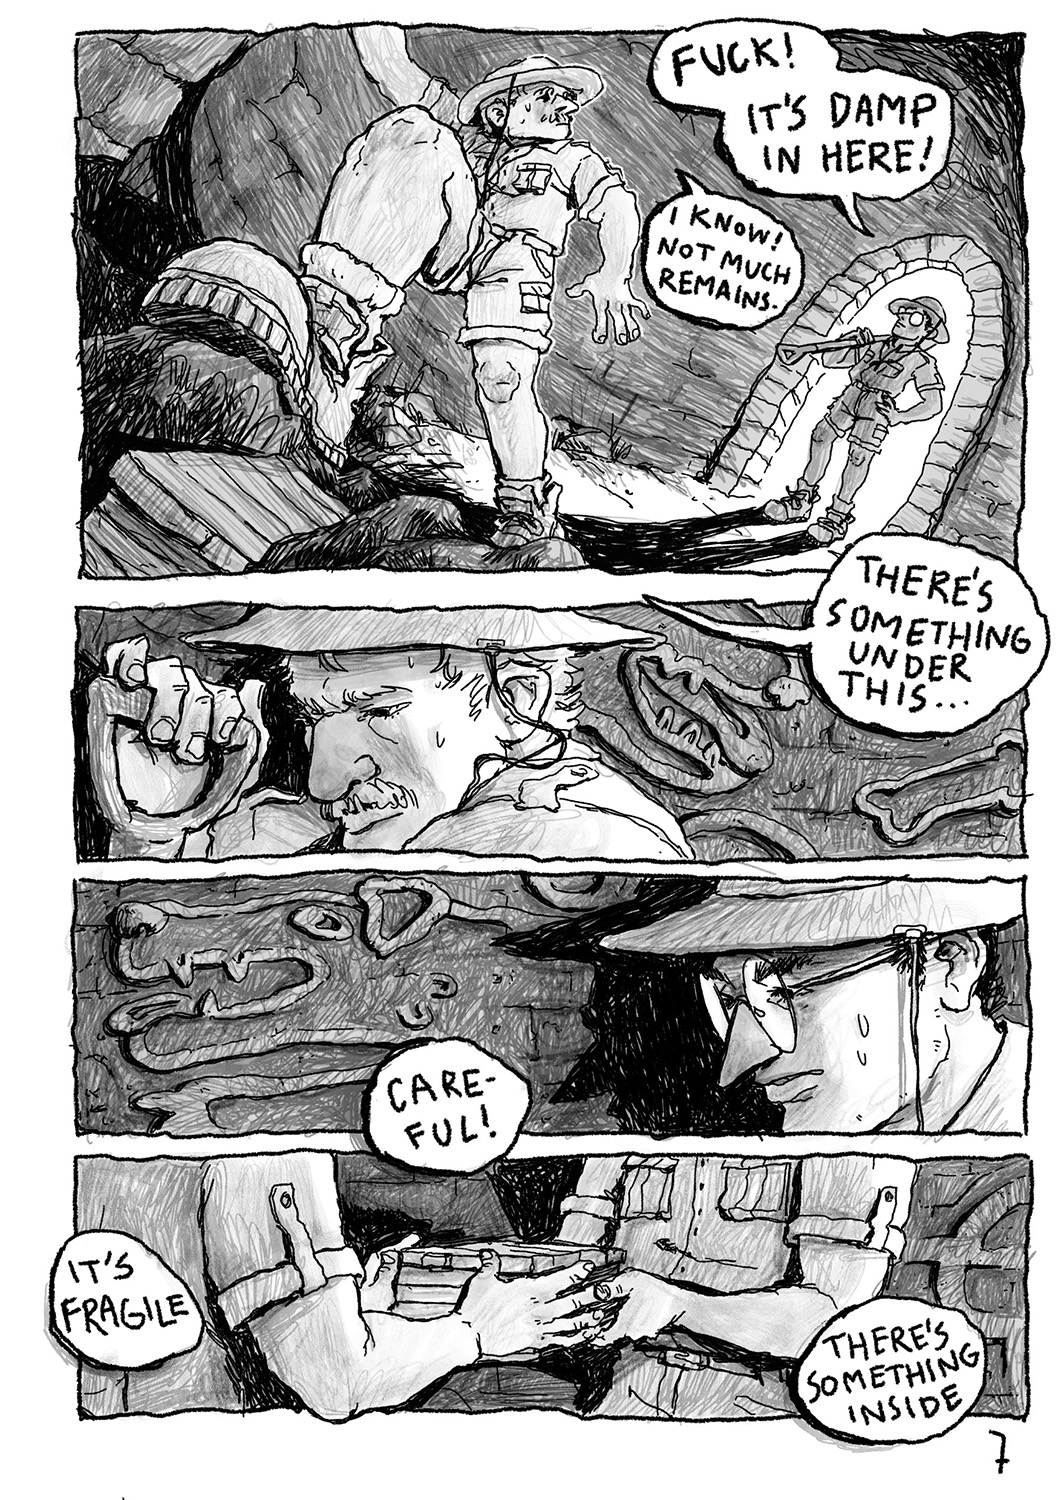 FUCK!
IT'S DAMP
IN HERE!
I KNOW!
NOT MUCH
REMAINS.
THERE'S
SOMETHING
UNDER
THIS...
CARE-
FUL!
IT'S
FRAGILE
THERE'S
SOMETHING
INSIDE
7